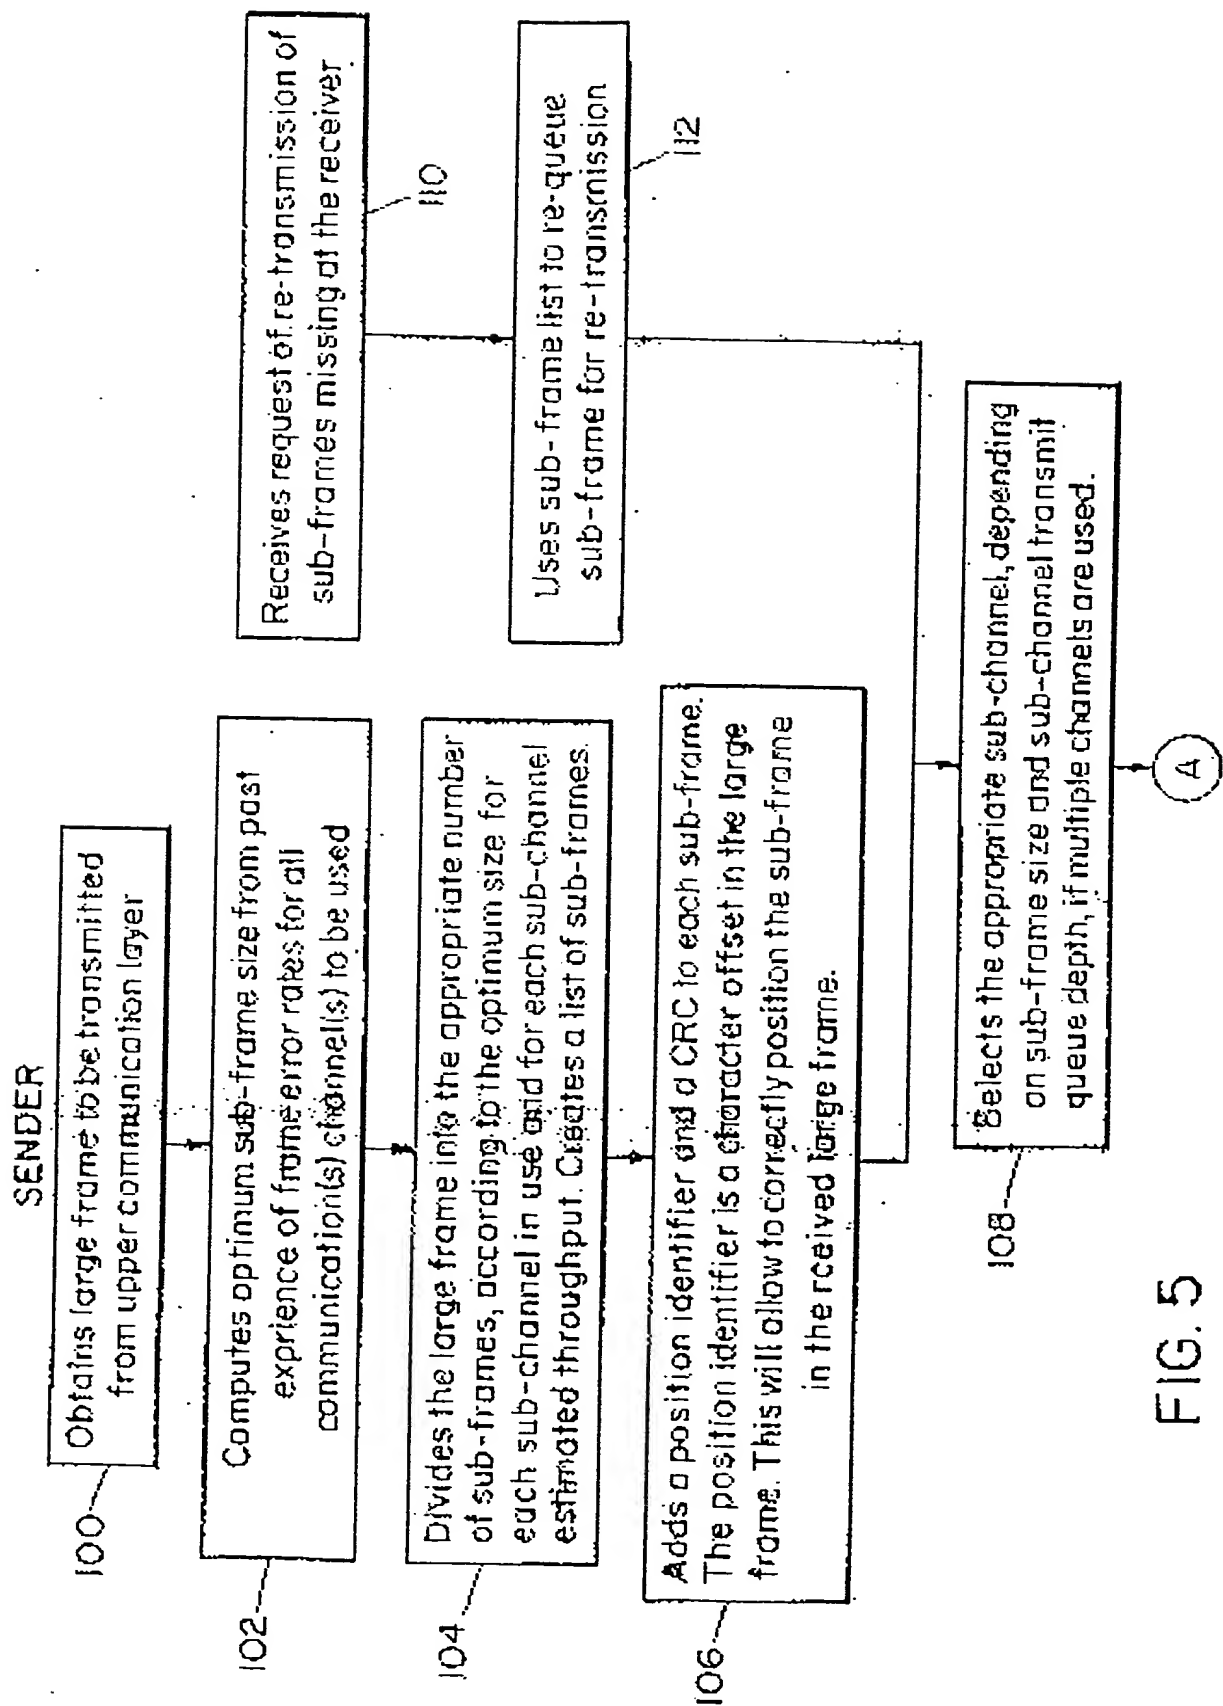 SENDER
Obtains large frame to be transmitted
from upper communication layer
100
Computes optimum sub-frame size from past
exprience of frame error rates for all
communication(s) channel(s) to be used
102
Divides the large frame into the appropriate number
of sub-frames, according to the optimum size for
each sub-channel in use and for each sub-channel
estimated throughput. Creates a list of sub-frames.
104
Adds a position identifier and a CRC to each sub-frame.
The position identifier is a character offset in the large
frame. This will allow to correctly position the sub-frame
in the rceived large frame.
106
Receives request of re-transmission of
sub-frames missing at the receiver
110
Uses sub-frame list to re-queue
sub-frame for re-transmission
112
Selects the appropriate sub-channel, depending
on sub-frame size and sub-channel transmit
queue depth, if multiple channels are used.
108
A
FIG. 5